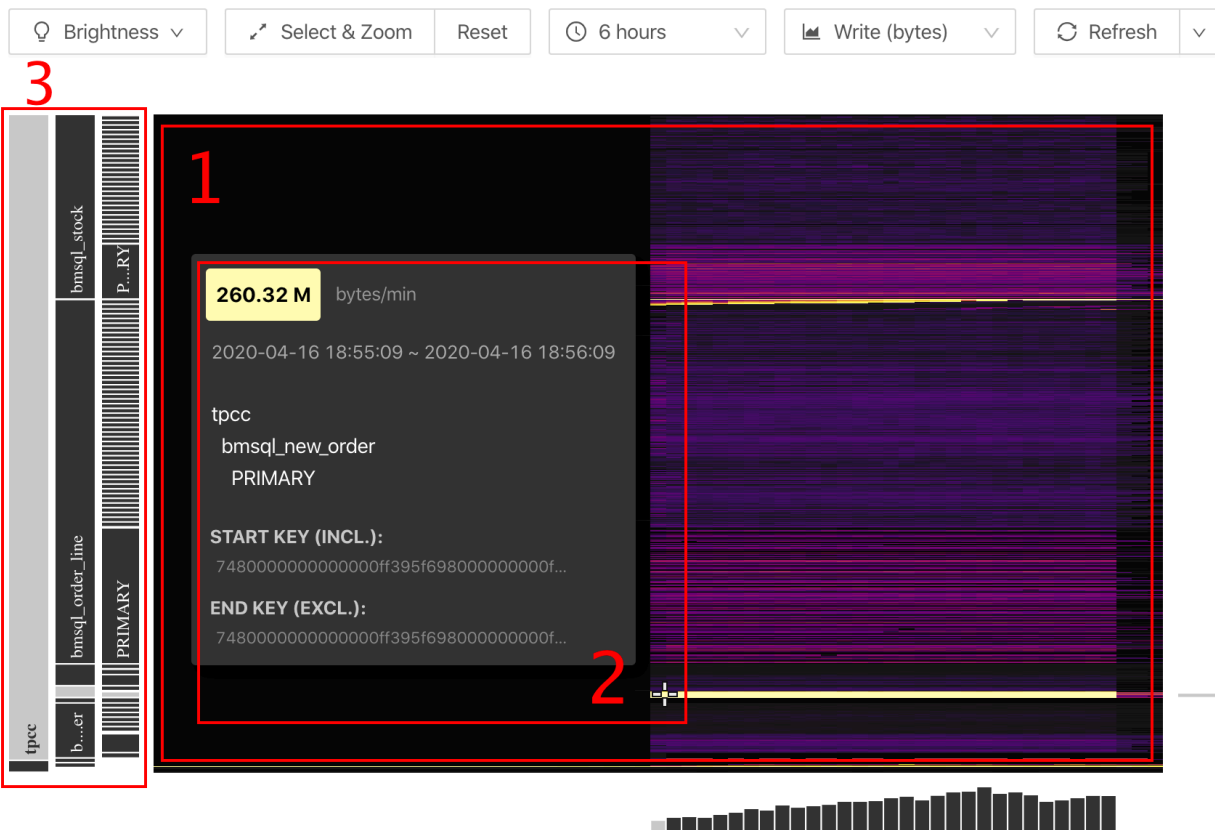 Brightness
Select & Zoom
Reset
6 hours
Write (bytes)
Refresh
3
1
bmsql_stock
P....RY
260.32 M bytes/min
2020-04-16 18:55:09 ~ 2020-04-16 18:56:09
tpcc
bmsql_new_order
PRIMARY
START KEY (INCL.):
7480000000000000ff395f698000000000f...
END KEY (EXCL.):
7480000000000000ff395f698000000000f...
2
bmsql_order_line
PRIMARY
tpcc
b....er